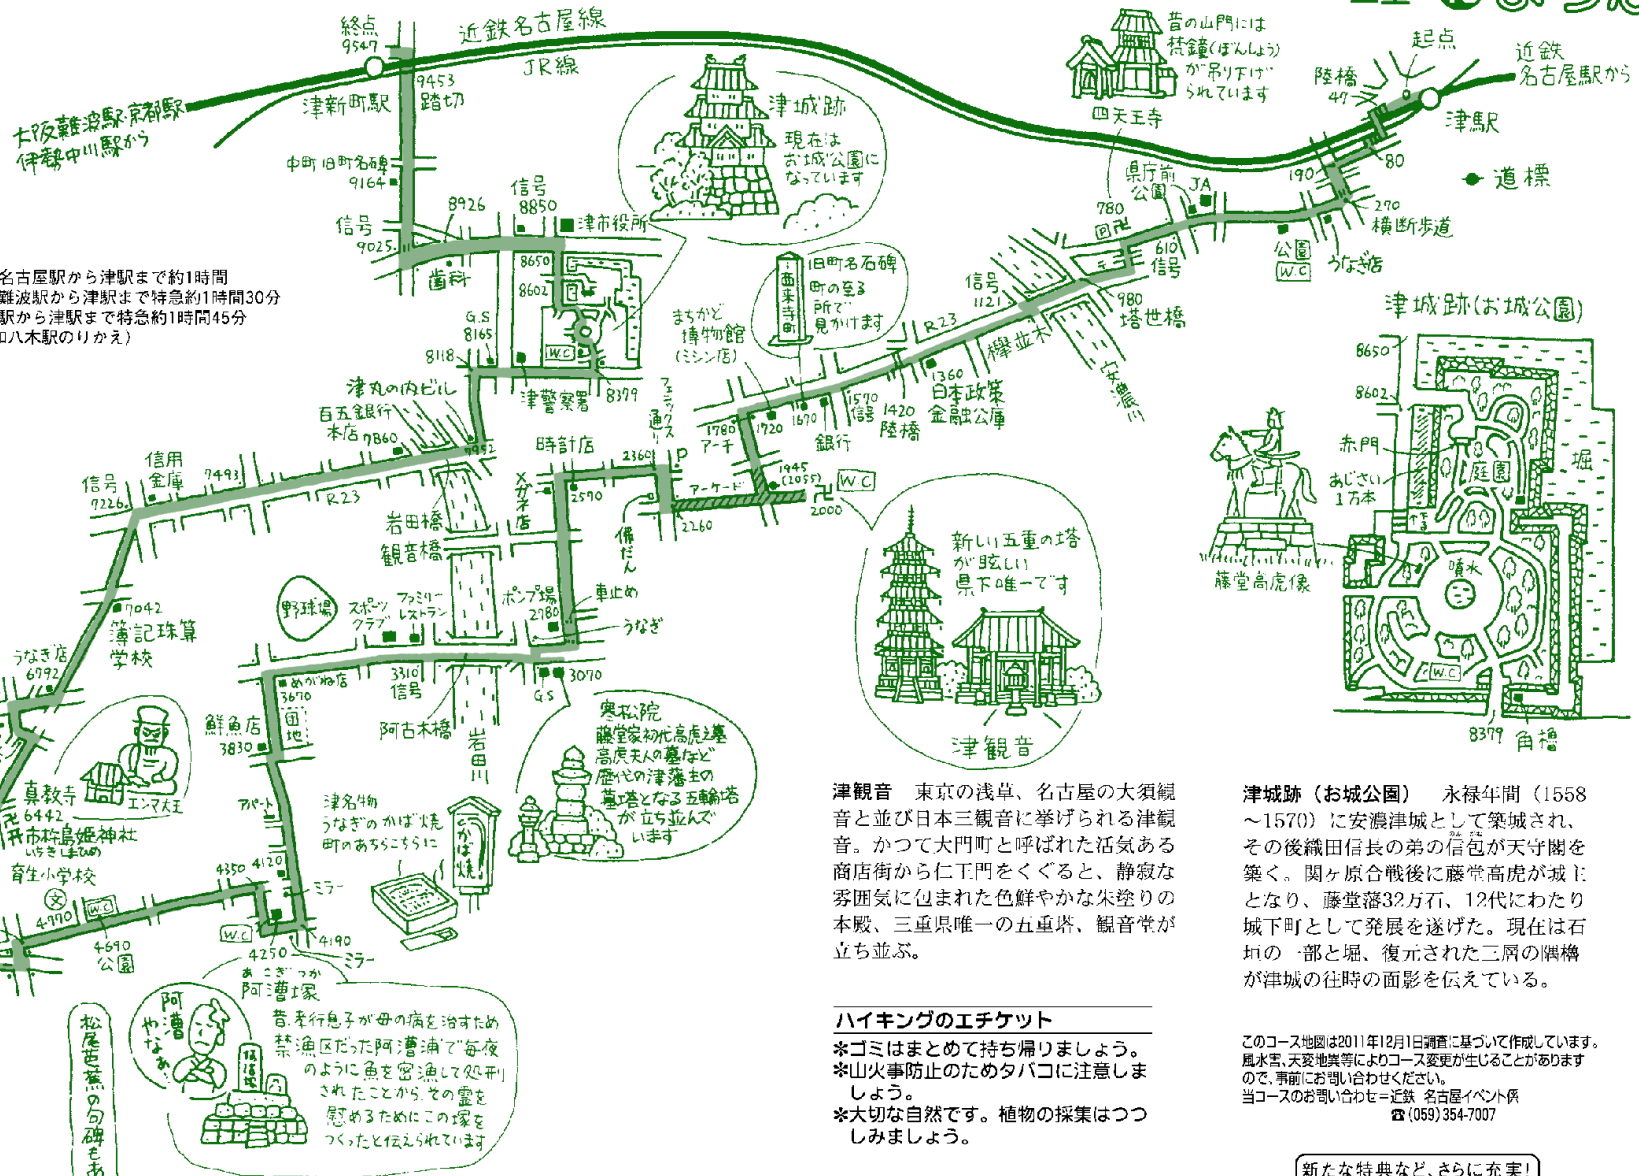 終点
9547
近鉄名古屋線
JR線
9453
踏切
津新町駅
大阪難波駅・京都駅
伊勢中川駅から
中町旧町名碑
9164
信号
9025
8926
信号
8850
津市役所
歯科
8650
8602
W.C
津城跡
現在は
お城公園に
なっています
昔の山門には
梵鐘(ぼんしょう)
が吊り下げ
られています
四天王寺
起点
陸橋
47
近鉄
名古屋駅から
津駅
80
道標
190
270
横断歩道
うなぎ店
公園
W.C
県庁前
公園
JA
780
610
信号
980
塔世橋
安濃川
信号
1121
欅並木
R23
旧町名石碑
町の至る
所で
見かけます
西来寺町
まちかど
博物館
(ミシン店)
1360
日本政策
金融公庫
1420
陸橋
1570
信号
1670
銀行
1720
1780
アーチ
フェニックス
通り
P
アーケード
1945
(2055)
W.C
2000
2260
2360
時計店
2570
メガネ店
佛だん
車止め
うなぎ
ポンプ場
2780
3070
G.S
阿古木橋
岩田川
3310
信号
ファミリー
レストラン
スポーツ
クラブ
野球場
めがね店
3670
団地
鮮魚店
3830
アパート
4120
ミラー
4190
ミラー
4250
W.C
4350
4690
公園
W.C
4770
育生小学校
市杵島姫神社
いちきしまひめ
6442
真教寺
エンマ大王
うなぎ店
6792
7042
簿記珠算
学校
信号
7226
信用
金庫
7493
R23
百五銀行
本店
7860
津丸の内ビル
7952
岩田橋
観音橋
8118
G.S
8165
津警察署
8379
名古屋駅から津駅まで約1時間
難波駅から津駅まで特急約1時間30分
駅から津駅まで特急約1時間45分
八木駅のりかえ）
津城跡(お城公園)
8650
8602
赤門
あじさい
1万本
庭園
堀
噴水
W.C
8379
角櫓
藤堂高虎像
新しい五重の塔
が眩しい
県下唯一です
津観音
寒松院
藤堂家初代高虎之墓
高虎夫人の墓など
歴代の津藩主の
墓塔となる五輪塔
が立ち並んで
います
津名物
うなぎのかば焼
町のあちらこちらに
かば焼
あこぎづか
阿漕塚
阿漕
やなぁ…
昔、孝行息子が母の病を治すため
禁漁区だった阿漕浦で毎夜
のように魚を密漁して処刑
されたことから、その霊を
慰めるためにこの塚を
つくったと伝えられています
松尾芭蕉の句碑もあ
津観音　東京の浅草、名古屋の大須観
音と並び日本三観音に挙げられる津観
音。かつて大門町と呼ばれた活気ある
商店街から仁王門をくぐると、静寂な
雰囲気に包まれた色鮮やかな朱塗りの
本殿、三重県唯一の五重塔、観音堂が
立ち並ぶ。
津城跡（お城公園）　永禄年間（1558
～1570）に安濃津城として築城され、
その後織田信長の弟の信包が天守閣を
築く。関ヶ原合戦後に藤堂高虎が城主
となり、藤堂藩32万石、12代にわたり
城下町として発展を遂げた。現在は石
垣の一部と堀、復元された三層の隅櫓
が津城の往時の面影を伝えている。
ハイキングのエチケット
＊ゴミはまとめて持ち帰りましょう。
＊山火事防止のためタバコに注意しま
しょう。
＊大切な自然です。植物の採集はつつ
しみましょう。
このコース地図は2011年12月1日調査に基づいて作成しています。
風水害、天変地異等によりコース変更が生じることがあります
ので、事前にお問い合わせください。
当コースのお問い合わせ＝近鉄 名古屋イベント係
☎(059)354-7007
新たな特典など、さらに充実！